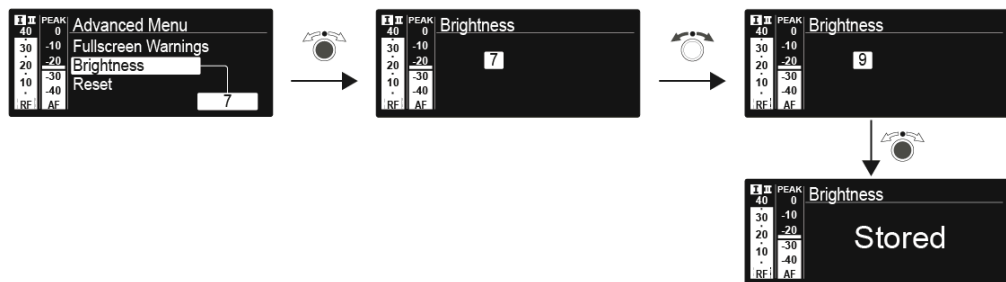 I II PEAK Advanced Menu
40 0
30 -10 Fullscreen Warnings
20 -20 Brightness
10 -30 Reset
-40
RF AF 7
I II PEAK Brightness
40 0
30 -10
20 -20 7
10 -30
-40
RF AF
I II PEAK Brightness
40 0
30 -10
20 -20 9
10 -30
-40
RF AF
I II PEAK Brightness
40 0
30 -10
20 -20 Stored
10 -30
-40
RF AF